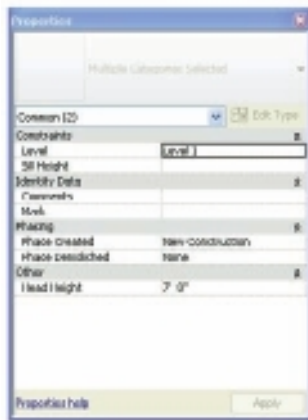 Properties
Multiple Categories Selected
Common (2)
Edit Type
Constraints
Level Level 1
Sill Height
Identity Data
Comments
Mark
Phasing
Phase Created New Construction
Phase Demolished None
Other
Head Height 7' 0"
Properties help
Apply